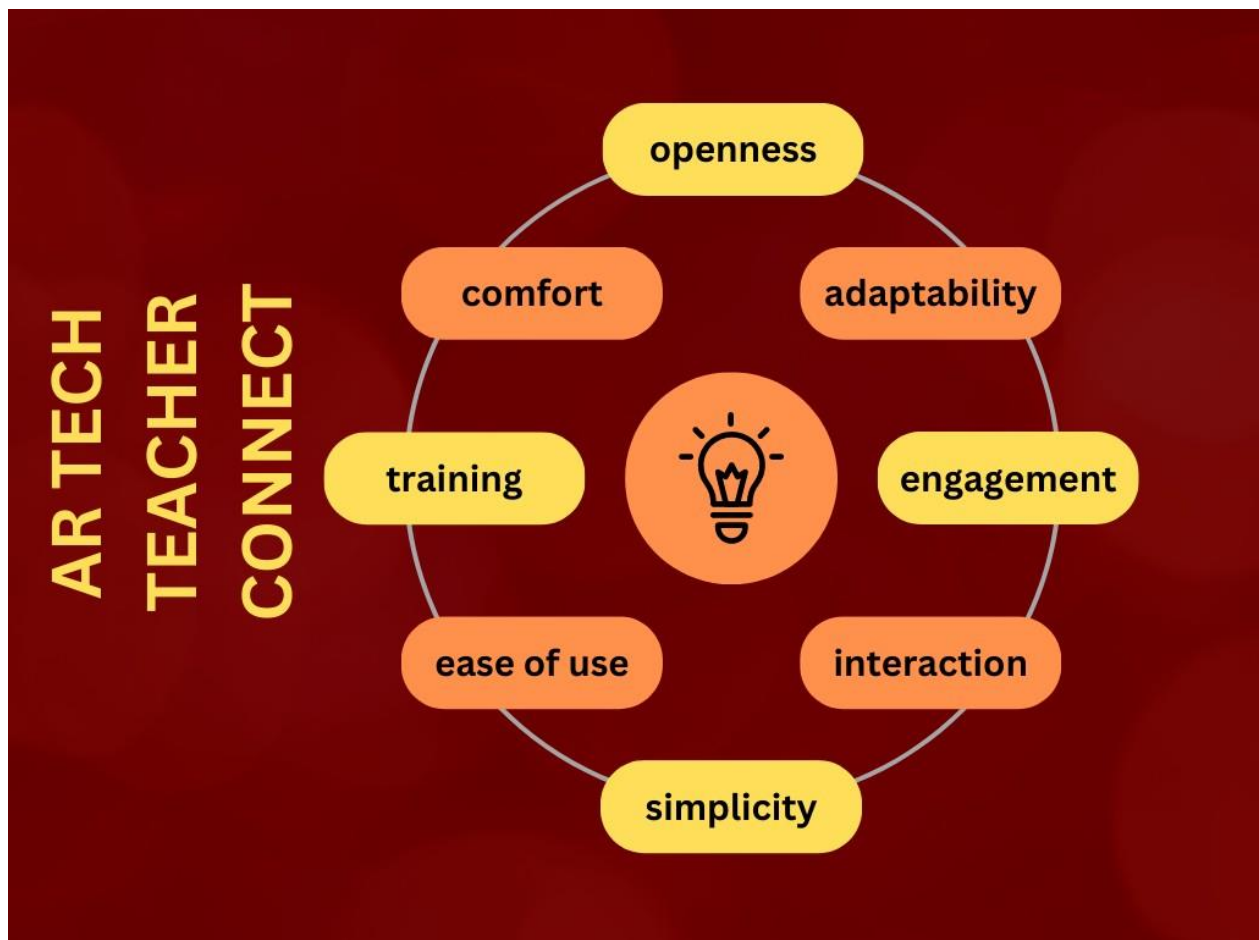 AR TECH
TEACHER
CONNECT
openness
comfort
adaptability
training
engagement
ease of use
interaction
simplicity